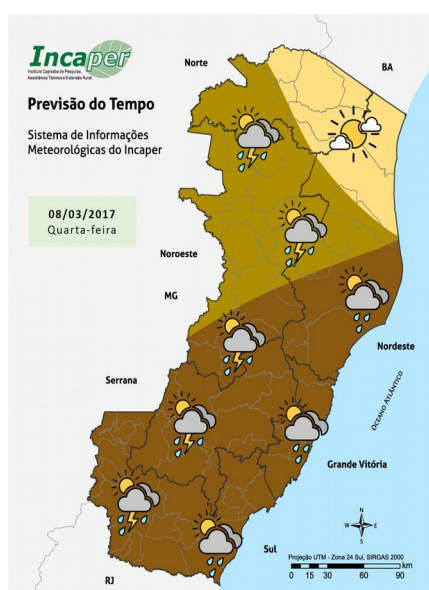 Incaper
Instituto Capixaba de Pesquisa,
Assistência Técnica e Extensão Rural
Previsão do Tempo
Sistema de Informações
Meteorológicas do Incaper
08/03/2017
Quarta-feira
Norte
BA
Noroeste
MG
Nordeste
Serrana
OCEANO ATLÂNTICO
Grande Vitória
Sul
RJ
N
W
E
S
Projeção UTM - Zona 24 Sul, SIRGAS 2000
km
0 15 30 60 90